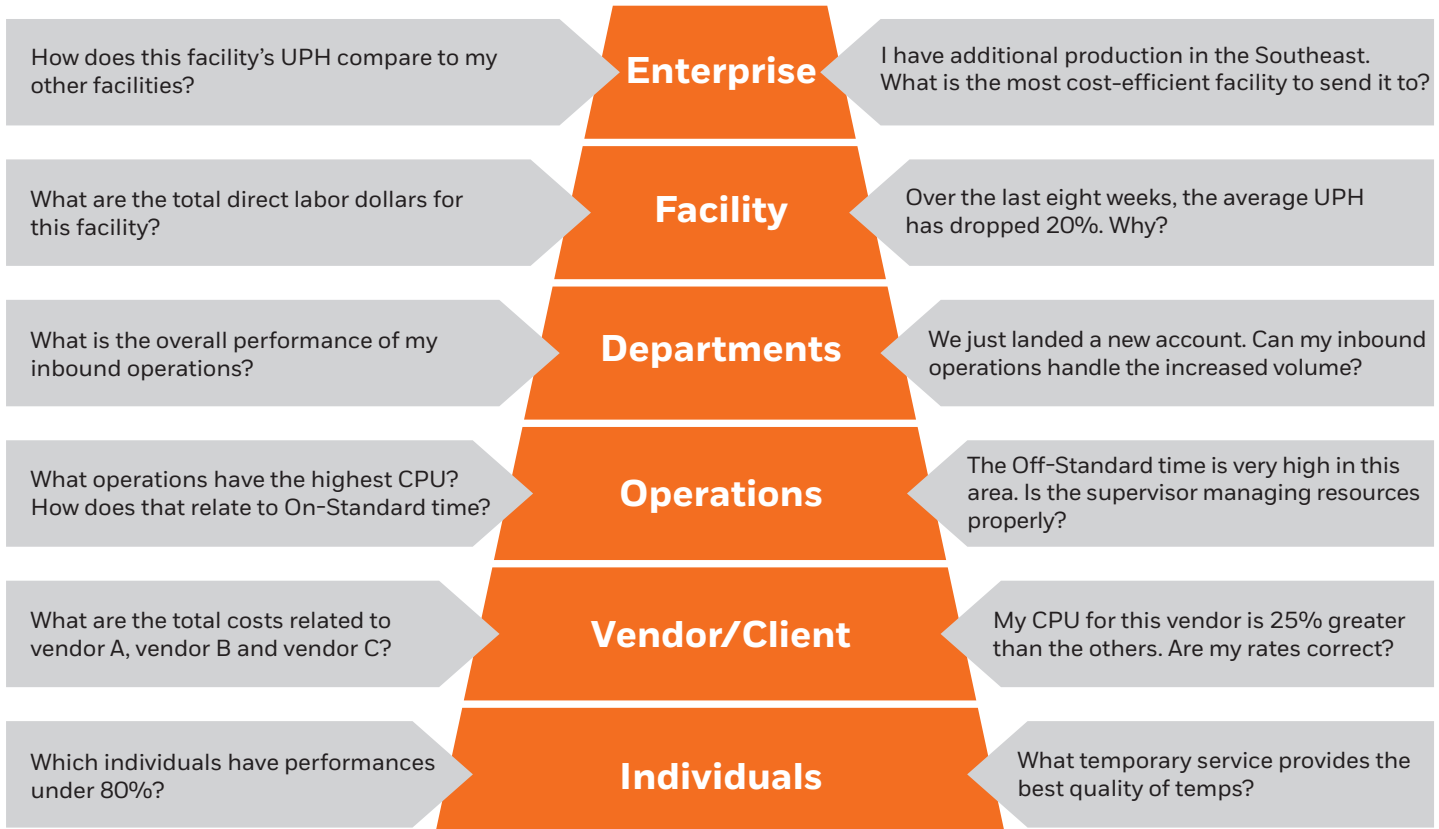 How does this facility’s UPH compare to my
other facilities?
Enterprise
I have additional production in the Southeast.
What is the most cost-efficient facility to send it to?
What are the total direct labor dollars for
this facility?
Facility
Over the last eight weeks, the average UPH
has dropped 20%. Why?
What is the overall performance of my
inbound operations?
Departments
We just landed a new account. Can my inbound
operations handle the increased volume?
What operations have the highest CPU?
How does that relate to On-Standard time?
Operations
The Off-Standard time is very high in this
area. Is the supervisor managing resources
properly?
What are the total costs related to
vendor A, vendor B and vendor C?
Vendor/Client
My CPU for this vendor is 25% greater
than the others. Are my rates correct?
Which individuals have performances
under 80%?
Individuals
What temporary service provides the
best quality of temps?